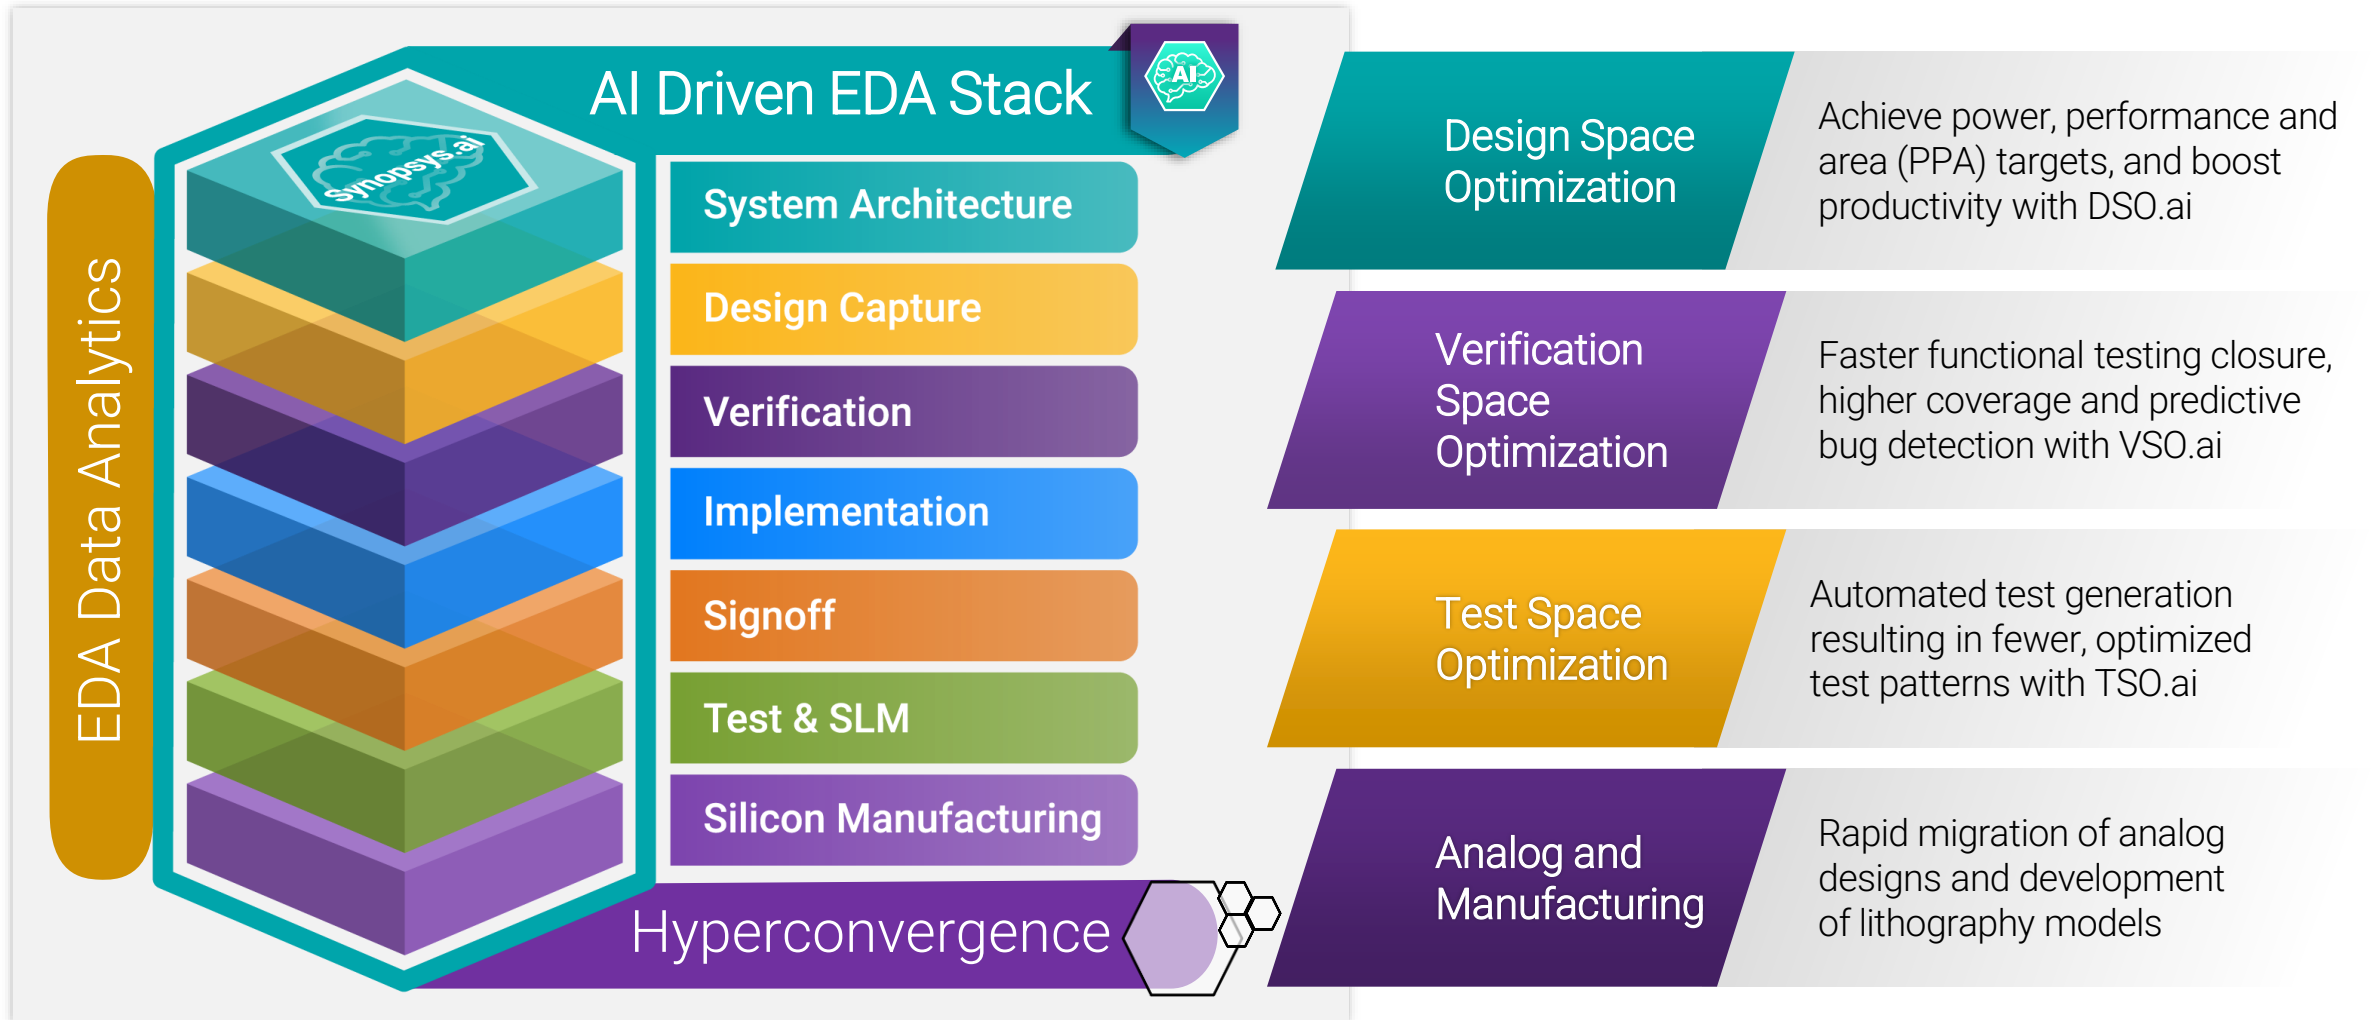 AI Driven EDA Stack
AI
Synopsys.ai
EDA Data Analytics
System Architecture
Design Capture
Verification
Implementation
Signoff
Test & SLM
Silicon Manufacturing
Hyperconvergence
Design Space
Optimization
Achieve power, performance and
area (PPA) targets, and boost
productivity with DSO.ai
Verification
Space
Optimization
Faster functional testing closure,
higher coverage and predictive
bug detection with VSO.ai
Test Space
Optimization
Automated test generation
resulting in fewer, optimized
test patterns with TSO.ai
Analog and
Manufacturing
Rapid migration of analog
designs and development
of lithography models